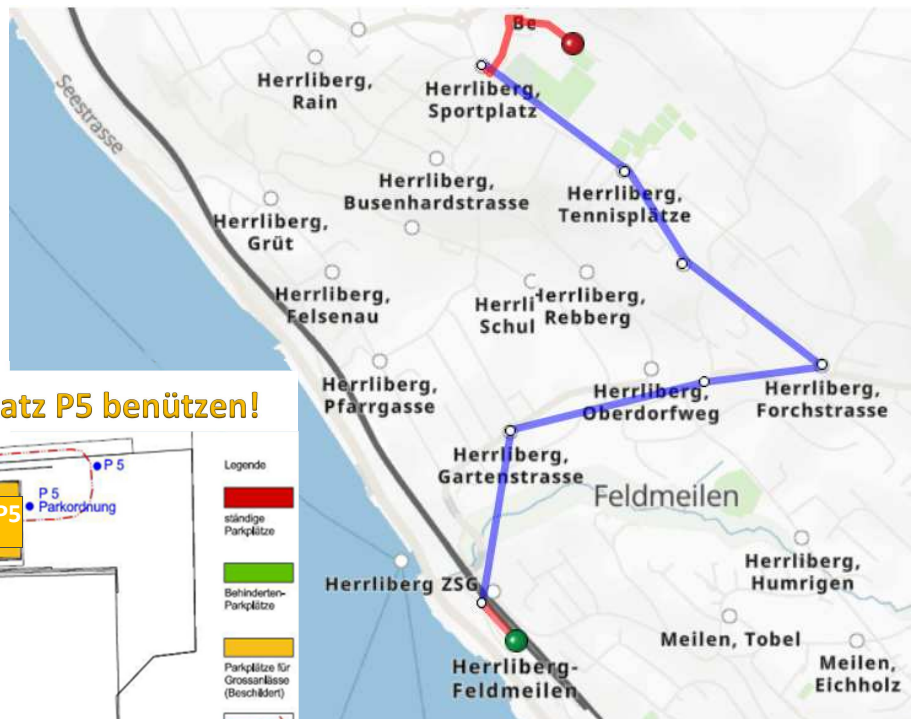 Be
Herrliberg,
Rain
Herrliberg,
Sportplatz
Seestrasse
Herrliberg,
Busenhardstrasse
Herrliberg,
Tennisplätze
Herrliberg,
Grüt
Herrliberg,
Felsenau
Herrli
Schul
Herrliberg,
Rebberg
Herrliberg,
Pfarrgasse
Herrliberg,
Oberdorfweg
Herrliberg,
Forchstrasse
Herrliberg,
Gartenstrasse
Feldmeilen
Herrliberg,
Humrigen
Herrliberg ZSG
Meilen, Tobel
Meilen,
Eichholz
Herrliberg-
Feldmeilen
atz P5 benützen!
P 5
P 5
Parkordnung
P5
Legende
ständige
Parkplätze
Behinderten-
Parkplätze
Parkplätze für
Grossanlässe
(Beschildert)